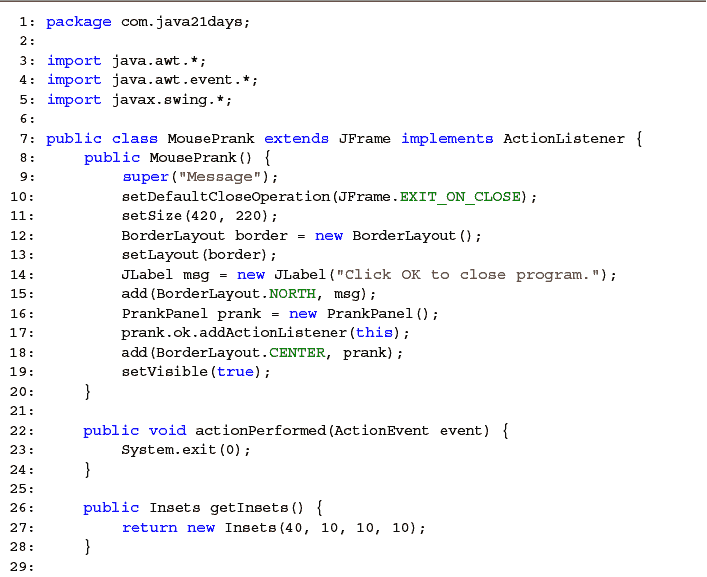 1: package com.java21days;
2:
3: import java.awt.*;
4: import java.awt.event.*;
5: import javax.swing.*;
6:
7: public class MousePrank extends JFrame implements ActionListener {
8:     public MousePrank() {
9:         super("Message");
10:         setDefaultCloseOperation(JFrame.EXIT_ON_CLOSE);
11:         setSize(420, 220);
12:         BorderLayout border = new BorderLayout();
13:         setLayout(border);
14:         JLabel msg = new JLabel("Click OK to close program.");
15:         add(BorderLayout.NORTH, msg);
16:         PrankPanel prank = new PrankPanel();
17:         prank.ok.addActionListener(this);
18:         add(BorderLayout.CENTER, prank);
19:         setVisible(true);
20:     }
21:
22:     public void actionPerformed(ActionEvent event) {
23:         System.exit(0);
24:     }
25:
26:     public Insets getInsets() {
27:         return new Insets(40, 10, 10, 10);
28:     }
29: